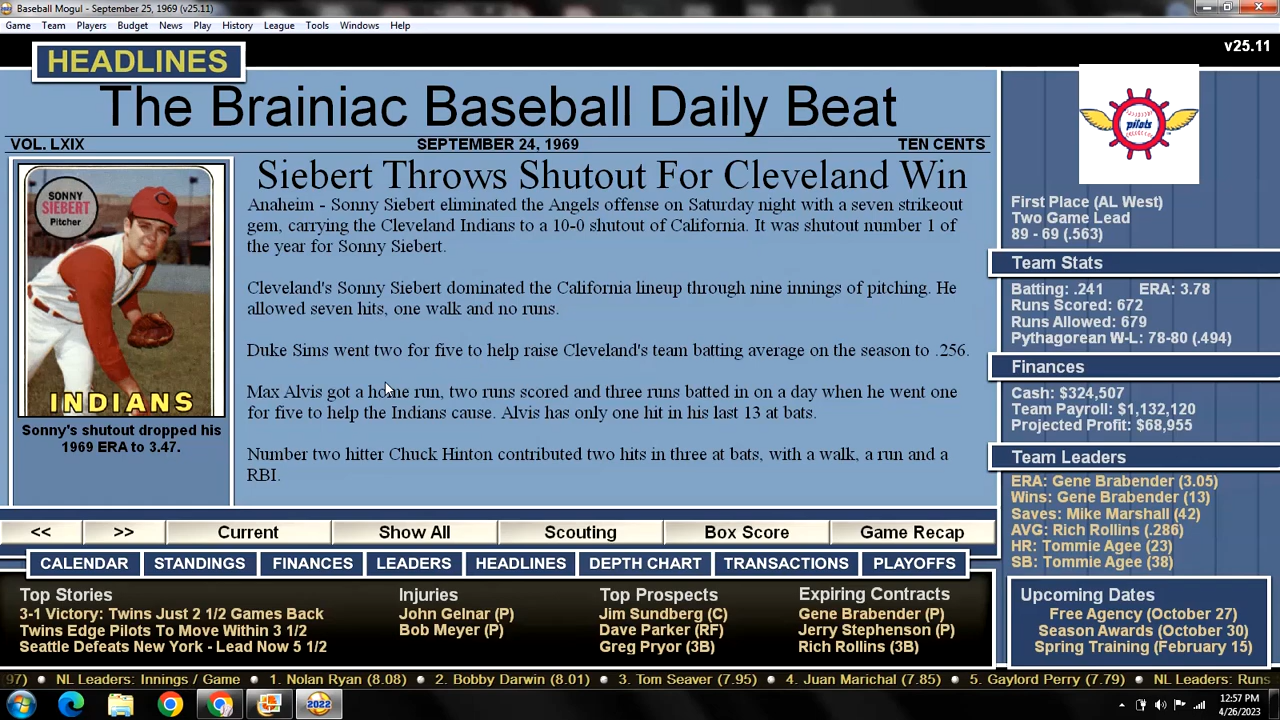 Baseball Mogul - September 25, 1969 (v25.11)
Game Team Players Budget News Play History League Tools Windows Help
HEADLINES
v25.11
The Brainiac Baseball Daily Beat
VOL. LXIX SEPTEMBER 24, 1969 TEN CENTS
Siebert Throws Shutout For Cleveland Win
Anaheim - Sonny Siebert eliminated the Angels offense on Saturday night with a seven strikeout
gem, carrying the Cleveland Indians to a 10-0 shutout of California. It was shutout number 1 of
the year for Sonny Siebert.
Cleveland's Sonny Siebert dominated the California lineup through nine innings of pitching. He
allowed seven hits, one walk and no runs.
Duke Sims went two for five to help raise Cleveland's team batting average on the season to .256.
Max Alvis got a home run, two runs scored and three runs batted in on a day when he went one
for five to help the Indians cause. Alvis has only one hit in his last 13 at bats.
Number two hitter Chuck Hinton contributed two hits in three at bats, with a walk, a run and a
RBI.
SONNY
SIEBERT
Pitcher
INDIANS
Sonny's shutout dropped his
1969 ERA to 3.47.
pilots
First Place (AL West)
Two Game Lead
89 - 69 (.563)
Team Stats
Batting: .241 ERA: 3.78
Runs Scored: 672
Runs Allowed: 679
Pythagorean W-L: 78-80 (.494)
Finances
Cash: $324,507
Team Payroll: $1,132,120
Projected Profit: $68,955
Team Leaders
ERA: Gene Brabender (3.05)
Wins: Gene Brabender (13)
Saves: Mike Marshall (42)
AVG: Rich Rollins (.286)
HR: Tommie Agee (23)
SB: Tommie Agee (38)
<< >> Current Show All Scouting Box Score Game Recap
CALENDAR STANDINGS FINANCES LEADERS HEADLINES DEPTH CHART TRANSACTIONS PLAYOFFS
Top Stories
3-1 Victory: Twins Just 2 1/2 Games Back
Twins Edge Pilots To Move Within 3 1/2
Seattle Defeats New York - Lead Now 5 1/2
Injuries
John Gelnar (P)
Bob Meyer (P)
Top Prospects
Jim Sundberg (C)
Dave Parker (RF)
Greg Pryor (3B)
Expiring Contracts
Gene Brabender (P)
Jerry Stephenson (P)
Rich Rollins (3B)
Upcoming Dates
Free Agency (October 27)
Season Awards (October 30)
Spring Training (February 15)
97) • NL Leaders: Innings / Game • 1. Nolan Ryan (8.08) • 2. Bobby Darwin (8.01) • 3. Tom Seaver (7.95) • 4. Juan Marichal (7.85) • 5. Gaylord Perry (7.79) • NL Leaders: Runs
2022
12:57 PM
4/26/2023